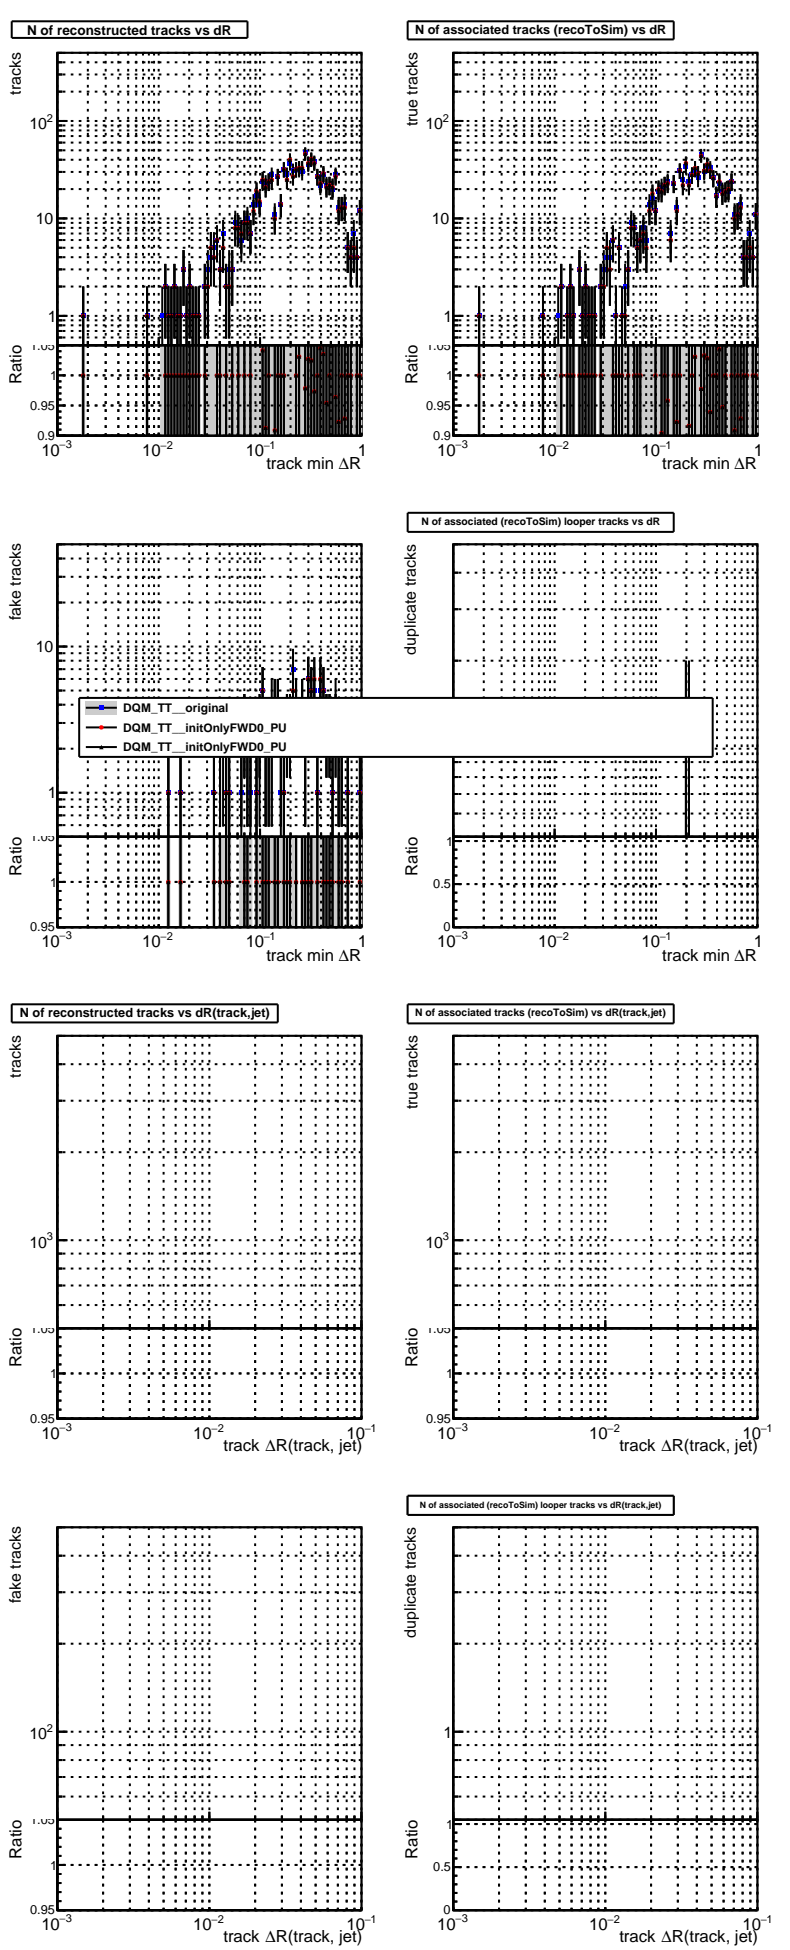 N of reconstructed tracks vs dR
N of associated tracks (recoToSim) vs dR
tracks
true tracks
10²
10²
10
10
1
1
Ratio
Ratio
1.05
1.05
1
1
0.95
0.95
0.9
0.9
10⁻³ 10⁻² 10⁻¹ 1
10⁻³ 10⁻² 10⁻¹ 1
track min ΔR
track min ΔR
N of associated (recoToSim) looper tracks vs dR
fake tracks
duplicate tracks
10
DQM_TT__original
DQM_TT__initOnlyFWD0_PU
DQM_TT__initOnlyFWD0_PU
1
Ratio
Ratio
1.05
1
1
0.5
0.95
0
10⁻³ 10⁻² 10⁻¹ 1
10⁻³ 10⁻² 10⁻¹ 1
track min ΔR
track min ΔR
N of reconstructed tracks vs dR(track,jet)
N of associated tracks (recoToSim) vs dR(track,jet)
tracks
true tracks
10³
10³
Ratio
Ratio
1.05
1.05
1
1
0.95
0.95
10⁻³ 10⁻² 10⁻¹
10⁻³ 10⁻² 10⁻¹
track ΔR(track, jet)
track ΔR(track, jet)
N of associated (recoToSim) looper tracks vs dR(track,jet)
fake tracks
duplicate tracks
10²
1
Ratio
Ratio
1.05
1
1
0.5
0.95
0
10⁻³ 10⁻² 10⁻¹
10⁻³ 10⁻² 10⁻¹
track ΔR(track, jet)
track ΔR(track, jet)